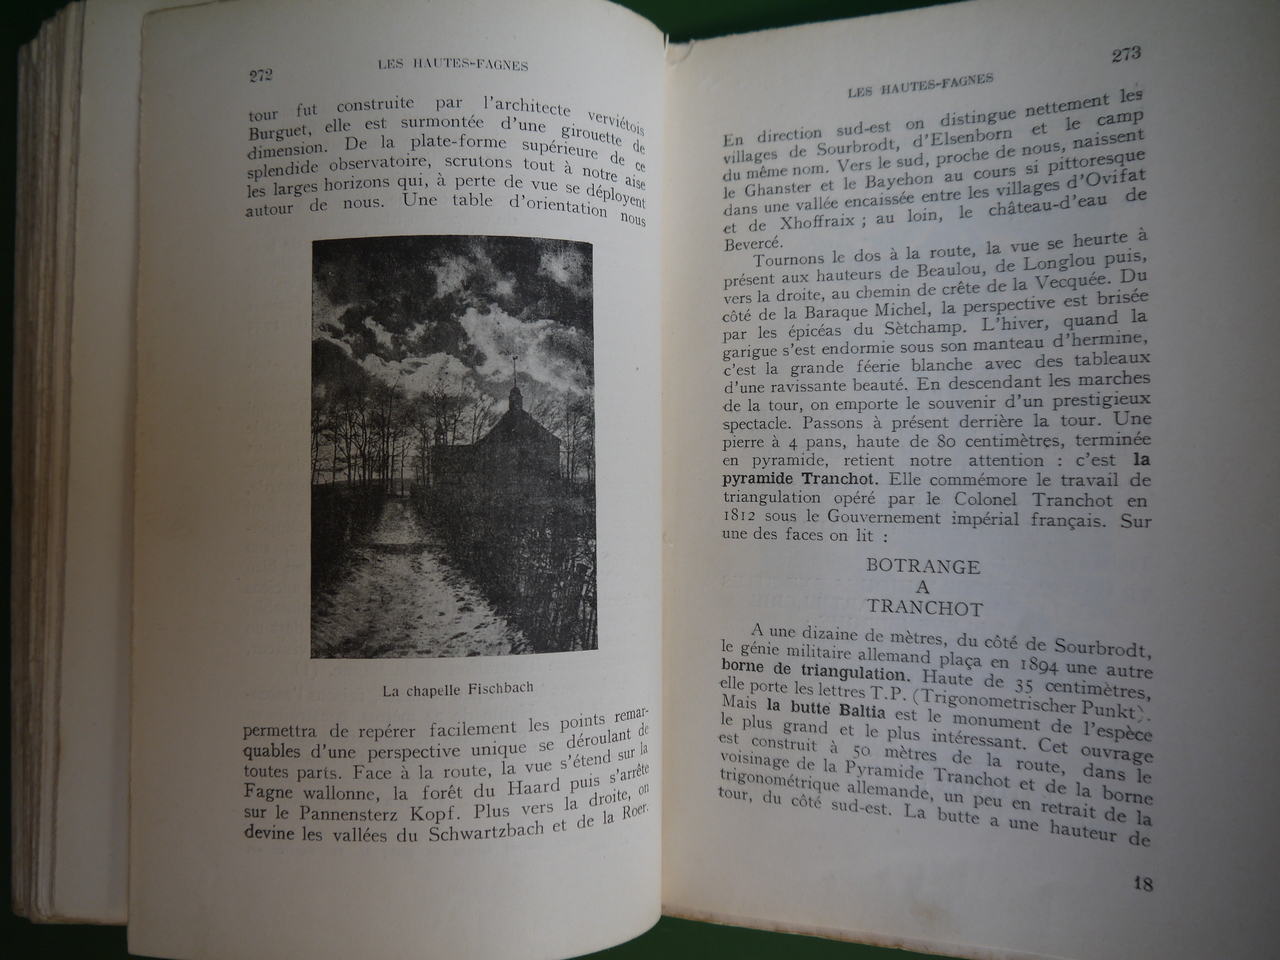 272
LES HAUTES-FAGNES
tour fut construite par l'architecte verviétois
Burguet, elle est surmontée d'une girouette de
dimension. De la plate-forme supérieure de ce
splendide observatoire, scrutons tout à notre aise
les larges horizons qui, à perte de vue se déployent
autour de nous. Une table d'orientation nous
La chapelle Fischbach
permettra de repérer facilement les points remar-
quables d'une perspective unique se déroulant de
toutes parts. Face à la route, la vue s'étend sur la
Fagne wallonne, la forêt du Haard puis s'arrête
sur le Pannensterz Kopf. Plus vers la droite, on
devine les vallées du Schwartzbach et de la Roer.
273
LES HAUTES-FAGNES
En direction sud-est on distingue nettement les
villages de Sourbrodt, d'Elsenborn et le camp
du même nom. Vers le sud, proche de nous, naissent
le Ghanster et le Bayehon au cours si pittoresque
dans une vallée encaissée entre les villages d'Ovifat
et de Xhoffraix ; au loin, le château-d'eau de
Bevercé.
Tournons le dos à la route, la vue se heurte à
présent aux hauteurs de Beaulou, de Longlou puis,
vers la droite, au chemin de crête de la Vecquée. Du
côté de la Baraque Michel, la perspective est brisée
par les épicéas du Sètchamp. L'hiver, quand la
garigue s'est endormie sous son manteau d'hermine,
c'est la grande féerie blanche avec des tableaux
d'une ravissante beauté. En descendant les marches
de la tour, on emporte le souvenir d'un prestigieux
spectacle. Passons à présent derrière la tour. Une
pierre à 4 pans, haute de 80 centimètres, terminée
en pyramide, retient notre attention : c'est la
pyramide Tranchot. Elle commémore le travail de
triangulation opéré par le Colonel Tranchot en
1812 sous le Gouvernement impérial français. Sur
une des faces on lit :
BOTRANGE
A
TRANCHOT
A une dizaine de mètres, du côté de Sourbrodt,
le génie militaire allemand plaça en 1894 une autre
borne de triangulation. Haute de 35 centimètres,
elle porte les lettres T.P. (Trigonometrischer Punkt).
Mais la butte Baltia est le monument de l'espèce
le plus grand et le plus intéressant. Cet ouvrage
est construit à 50 mètres de la route, dans le
voisinage de la Pyramide Tranchot et de la borne
trigonométrique allemande, un peu en retrait de la
tour, du côté sud-est. La butte a une hauteur de
18